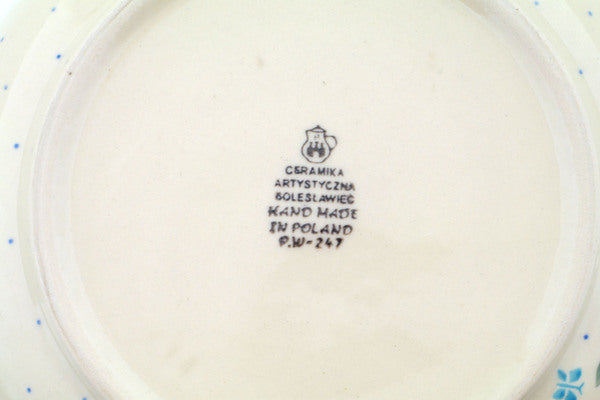 CERAMIKA
ARTYSTYCZNA
BOLESŁAWIEC
HAND MADE
IN POLAND
P.W-247